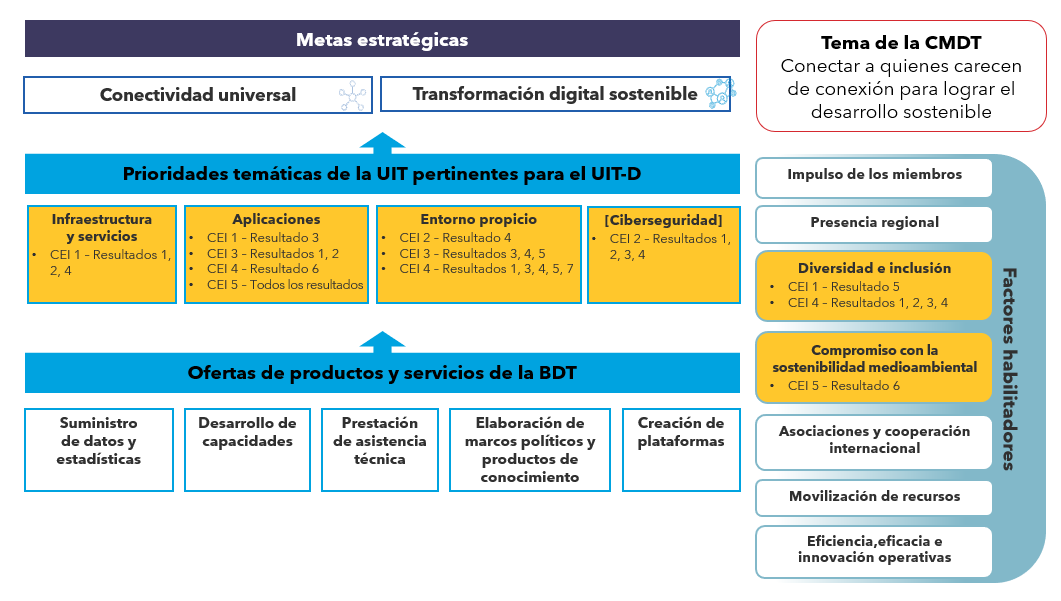 Metas estratégicas
Conectividad universal
Transformación digital sostenible
Prioridades temáticas de la UIT pertinentes para el UIT-D
Infraestructura
y servicios
• CEI 1 – Resultados 1,
2, 4
Aplicaciones
• CEI 1 – Resultado 3
• CEI 3 – Resultados 1, 2
• CEI 4 – Resultado 6
• CEI 5 – Todos los resultados
Entorno propicio
• CEI 2 – Resultado 4
• CEI 3 – Resultados 3, 4, 5
• CEI 4 – Resultados 1, 3, 4, 5, 7
[Ciberseguridad]
• CEI 2 – Resultados 1,
2, 3, 4
Ofertas de productos y servicios de la BDT
Suministro
de datos y
estadísticas
Desarrollo de
capacidades
Prestación
de asistencia
técnica
Elaboración de
marcos políticos y
productos de
conocimiento
Creación de
plataformas
Tema de la CMDT
Conectar a quienes carecen
de conexión para lograr el
desarrollo sostenible
Impulso de los miembros
Presencia regional
Diversidad e inclusión
• CEI 1 – Resultado 5
• CEI 4 – Resultados 1, 2, 3, 4
Compromiso con la
sostenibilidad medioambiental
• CEI 5 – Resultado 6
Asociaciones y cooperación
internacional
Movilización de recursos
Eficiencia,eficacia e
innovación operativas
Factores habilitadores